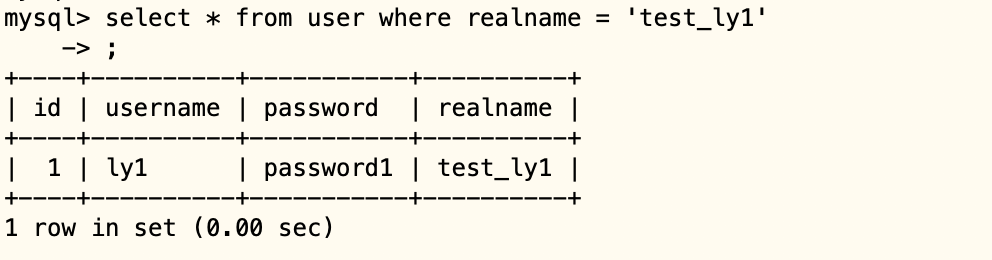 mysql> select * from user where realname = 'test_ly1'
    -> ;
+----+----------+-----------+----------+
| id | username | password  | realname |
+----+----------+-----------+----------+
|  1 | ly1      | password1 | test_ly1 |
+----+----------+-----------+----------+
1 row in set (0.00 sec)